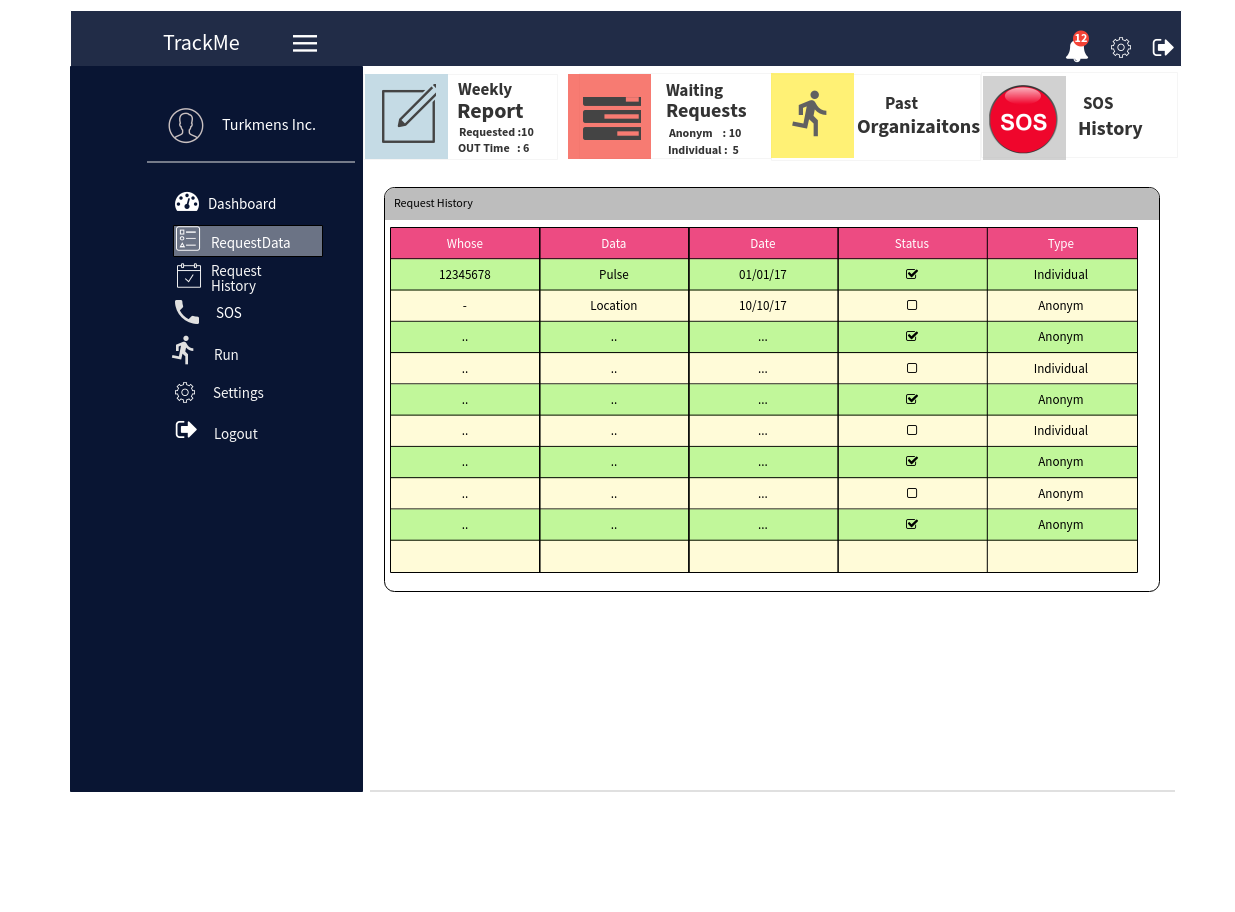 TrackMe
12
Turkmens Inc.
Dashboard
RequestData
Request
History
SOS
Run
Settings
Logout
Weekly
Report
Requested :10
OUT Time : 6
Waiting
Requests
Anonym : 10
Individual : 5
Past
Organizaitons
SOS
SOS
History
Request History
Whose Data Date Status Type
12345678 Pulse 01/01/17 Individual
- Location 10/10/17 Anonym
.. .. ... Anonym
.. .. ... Individual
.. .. ... Anonym
.. .. ... Individual
.. .. ... Anonym
.. .. ... Anonym
.. .. ... Anonym